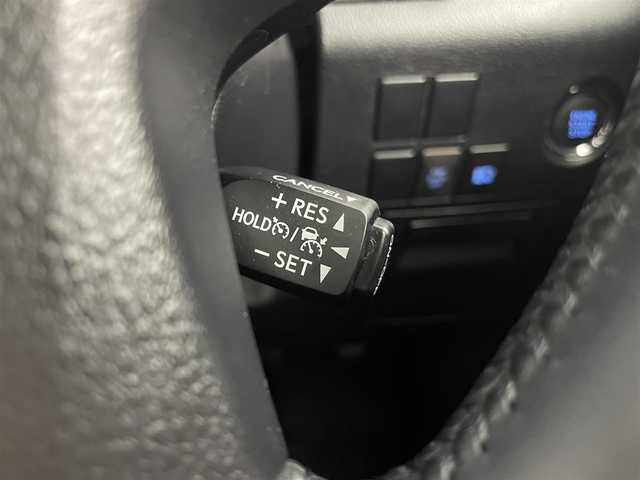 CANCEL
+ RES
HOLD /
− SET